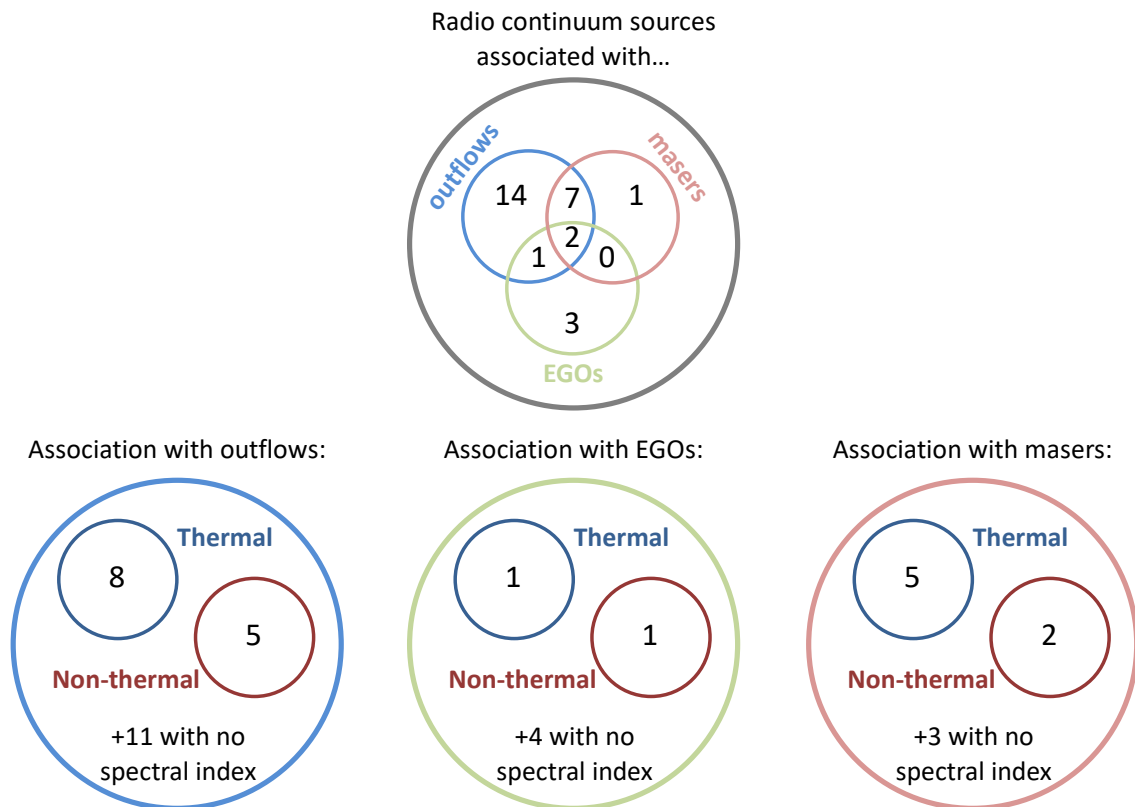 Radio continuum sources
associated with...
outflows
masers
14
7
1
2
1
0
3
EGOs
Association with outflows:
Thermal
8
5
Non-thermal
+11 with no
spectral index
Association with EGOs:
Thermal
1
1
Non-thermal
+4 with no
spectral index
Association with masers:
Thermal
5
2
Non-thermal
+3 with no
spectral index